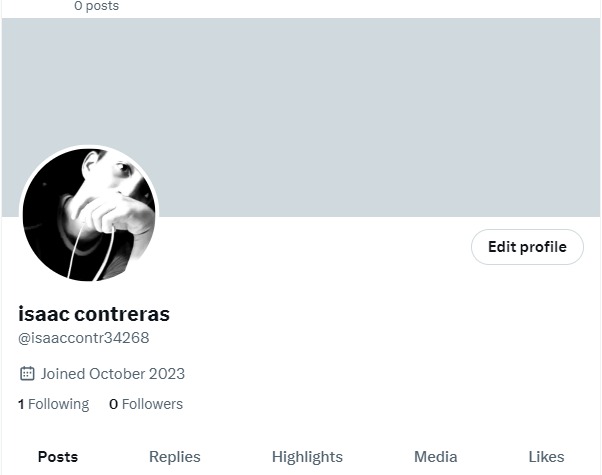 0 posts
Edit profile
isaac contreras
@isaaccontr34268
Joined October 2023
1 Following 0 Followers
Posts Replies Highlights Media Likes